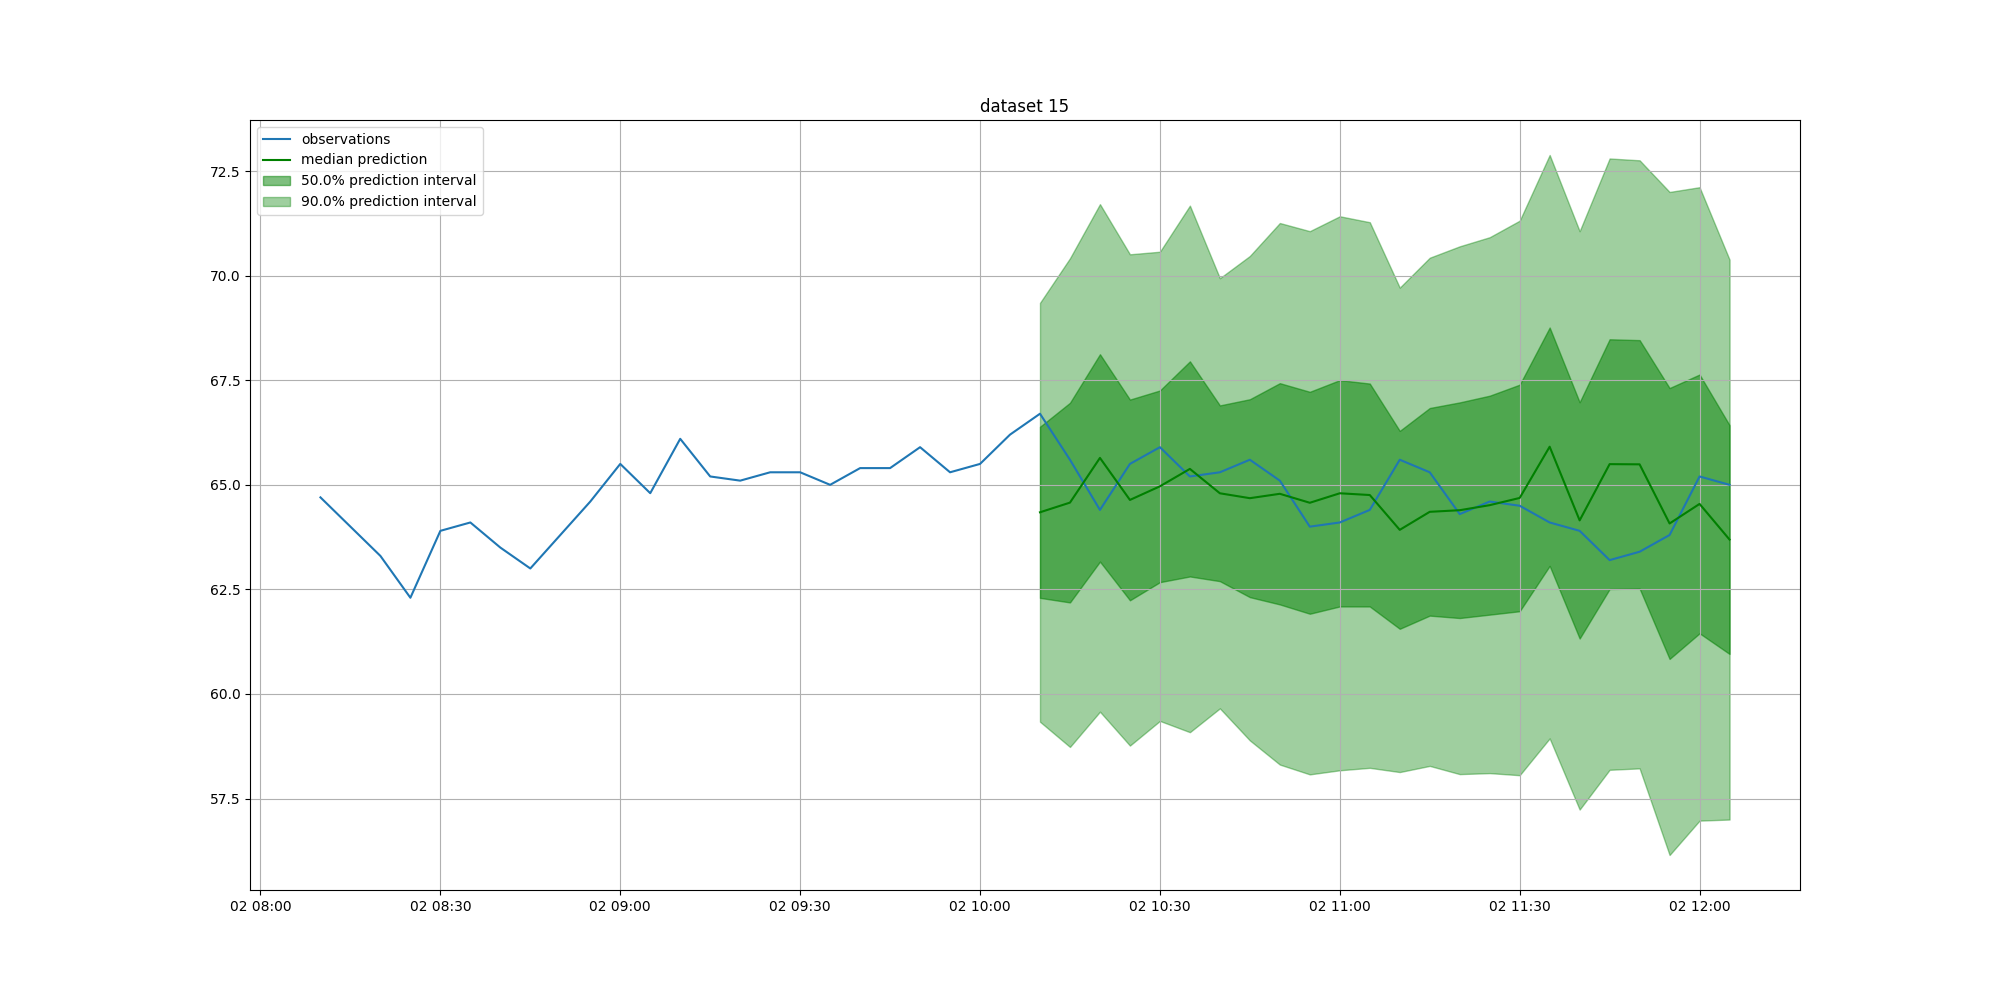 dataset 15
observations
median prediction
50.0% prediction interval
90.0% prediction interval
72.5
70.0
67.5
65.0
62.5
60.0
57.5
02 08:00 02 08:30 02 09:00 02 09:30 02 10:00 02 10:30 02 11:00 02 11:30 02 12:00